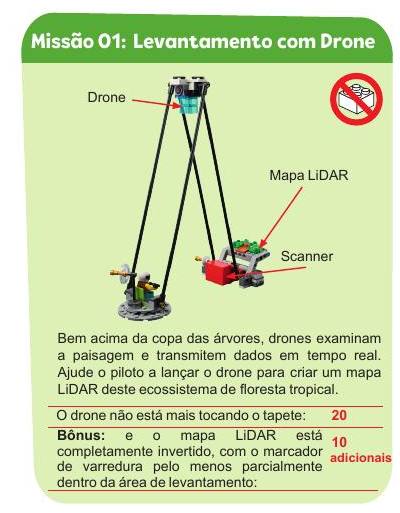 Missão 01: Levantamento com Drone
Drone
Mapa LiDAR
Scanner
Bem acima da copa das árvores, drones examinam
a paisagem e transmitem dados em tempo real.
Ajude o piloto a lançar o drone para criar um mapa
LiDAR deste ecossistema de floresta tropical.
O drone não está mais tocando o tapete: 20
Bônus: e o mapa LiDAR está
completamente invertido, com o marcador
de varredura pelo menos parcialmente
dentro da área de levantamento:
10
adicionais